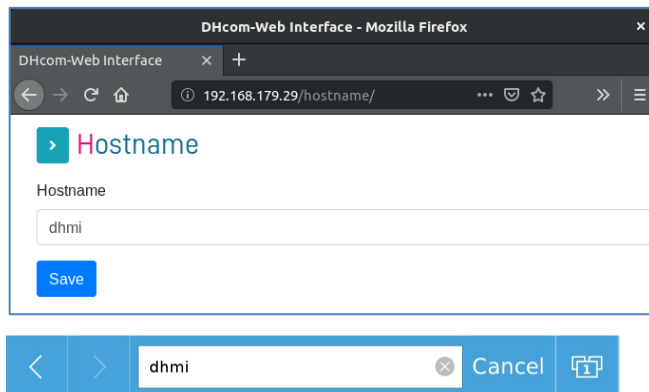 DHcom-Web Interface - Mozilla Firefox ×
DHcom-Web Interface × +
192.168.179.29/hostname/ ••• »
> Hostname
Hostname
dhmi
Save
dhmi Cancel 1